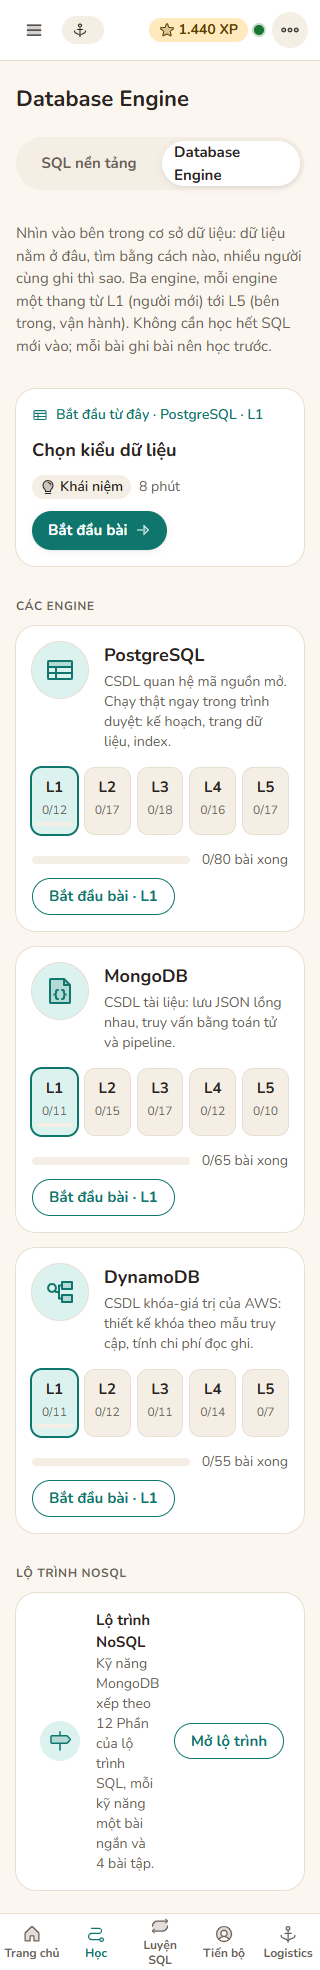 1.440 XP
Database Engine
SQL nền tảng
Database
Engine
Nhìn vào bên trong cơ sở dữ liệu: dữ liệu
nằm ở đâu, tìm bằng cách nào, nhiều người
cùng ghi thì sao. Ba engine, mỗi engine
một thang từ L1 (người mới) tới L5 (bên
trong, vận hành). Không cần học hết SQL
mới vào; mỗi bài ghi bài nên học trước.
Bắt đầu từ đây · PostgreSQL · L1
Chọn kiểu dữ liệu
Khái niệm 8 phút
Bắt đầu bài
CÁC ENGINE
PostgreSQL
CSDL quan hệ mã nguồn mở.
Chạy thật ngay trong trình
duyệt: kế hoạch, trang dữ
liệu, index.
L1 L2 L3 L4 L5
0/12 0/17 0/18 0/16 0/17
0/80 bài xong
Bắt đầu bài · L1
MongoDB
CSDL tài liệu: lưu JSON lồng
nhau, truy vấn bằng toán tử
và pipeline.
L1 L2 L3 L4 L5
0/11 0/15 0/17 0/12 0/10
0/65 bài xong
Bắt đầu bài · L1
DynamoDB
CSDL khóa-giá trị của AWS:
thiết kế khóa theo mẫu truy
cập, tính chi phí đọc ghi.
L1 L2 L3 L4 L5
0/11 0/12 0/11 0/14 0/7
0/55 bài xong
Bắt đầu bài · L1
LỘ TRÌNH NOSQL
Lộ trình
NoSQL
Kỹ năng
MongoDB
xếp theo
12 Phần
của lộ
trình
SQL, mỗi
kỹ năng
một bài
ngắn và
4 bài tập.
Mở lộ trình
Trang chủ
Học
Luyện
SQL
Tiến bộ
Logistics